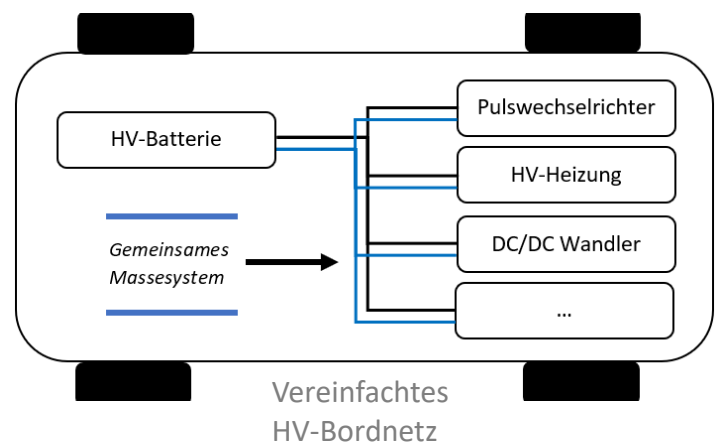 Pulswechselrichter
HV-Batterie
HV-Heizung
DC/DC Wandler
Gemeinsames
Massesystem
...
Vereinfachtes
HV-Bordnetz